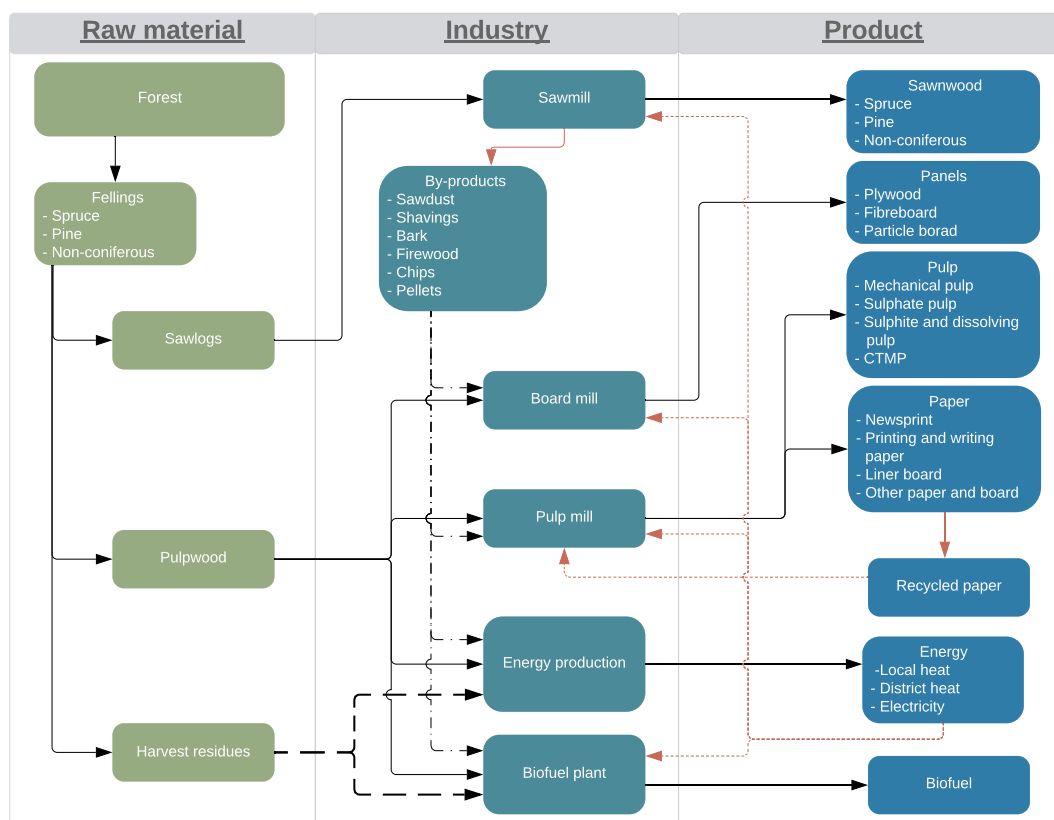 Raw material
Industry
Product
Forest
Fellings
- Spruce
- Pine
- Non-coniferous
Sawlogs
Pulpwood
Harvest residues
Sawmill
By-products
- Sawdust
- Shavings
- Bark
- Firewood
- Chips
- Pellets
Board mill
Pulp mill
Energy production
Biofuel plant
Sawnwood
- Spruce
- Pine
- Non-coniferous
Panels
- Plywood
- Fibreboard
- Particle borad
Pulp
- Mechanical pulp
- Sulphate pulp
- Sulphite and dissolving
pulp
- CTMP
Paper
- Newsprint
- Printing and writing
paper
- Liner board
- Other paper and board
Recycled paper
Energy
-Local heat
- District heat
- Electricity
Biofuel